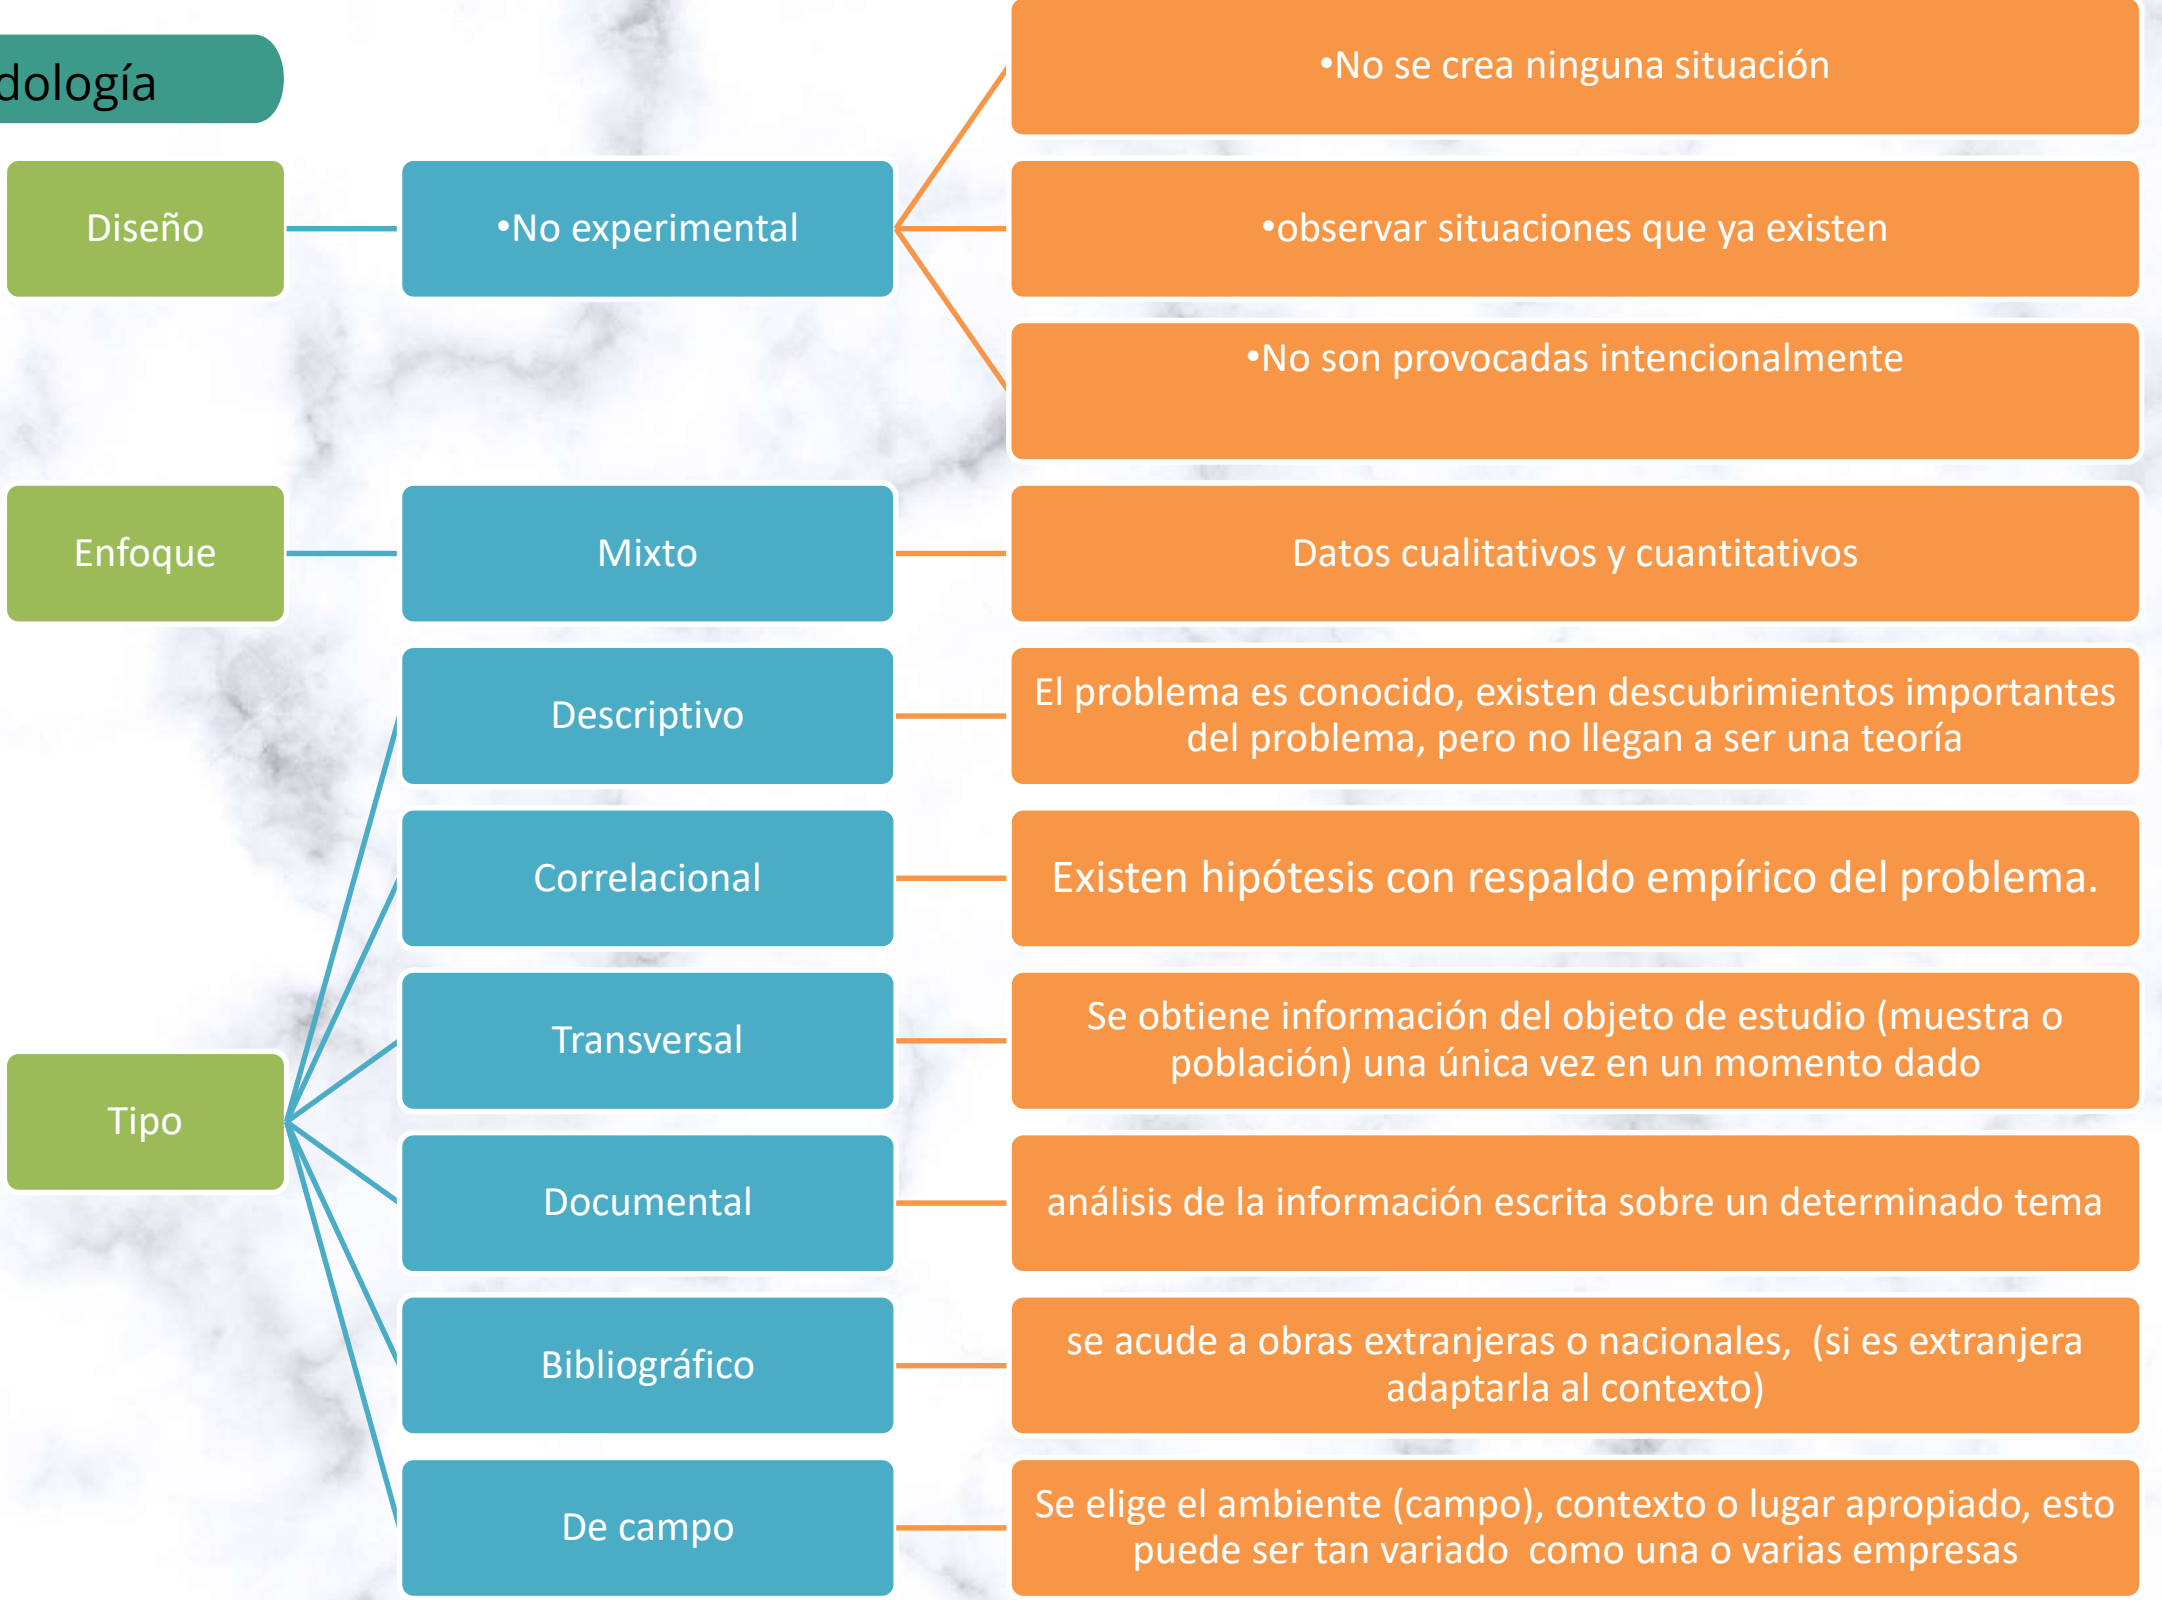 dología
•No se crea ninguna situación
Diseño
•No experimental
•observar situaciones que ya existen
•No son provocadas intencionalmente
Enfoque
Mixto
Datos cualitativos y cuantitativos
Descriptivo
El problema es conocido, existen descubrimientos importantes
del problema, pero no llegan a ser una teoría
Correlacional
Existen hipótesis con respaldo empírico del problema.
Tipo
Transversal
Se obtiene información del objeto de estudio (muestra o
población) una única vez en un momento dado
Documental
análisis de la información escrita sobre un determinado tema
Bibliográfico
se acude a obras extranjeras o nacionales,  (si es extranjera
adaptarla al contexto)
De campo
Se elige el ambiente (campo), contexto o lugar apropiado, esto
puede ser tan variado  como una o varias empresas